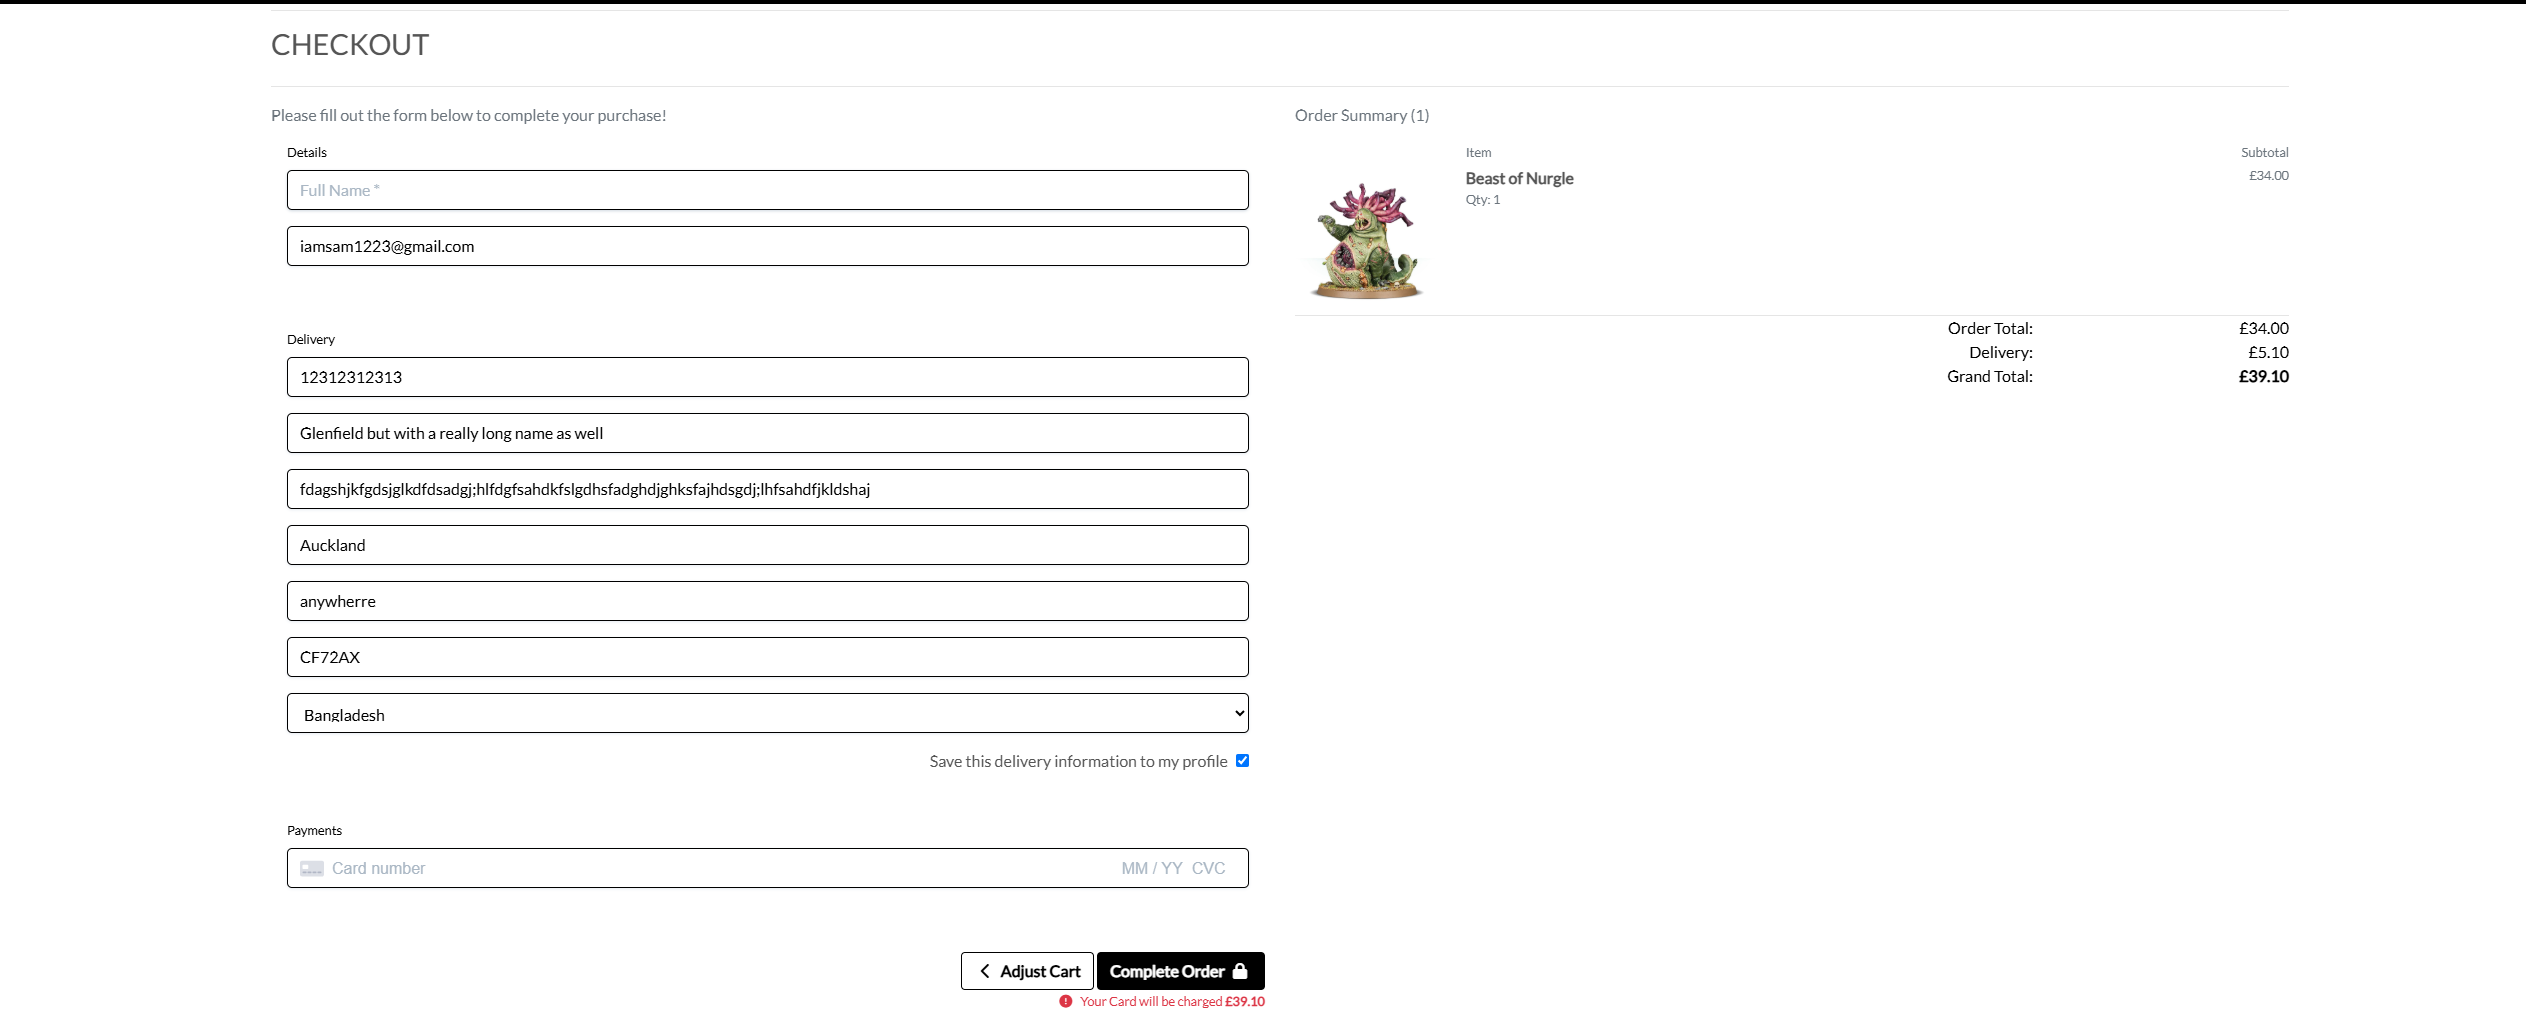 CHECKOUT
Please fill out the form below to complete your purchase!
Details
Full Name *
iamsam1223@gmail.com
Delivery
12312312313
Glenfield but with a really long name as well
fdagshjkfgdsjglkdfdsadgj;hlfdgfsahdkfslgdhsfadghdjghksfajhdsgdj;lhfsahdfjkldshaj
Auckland
anywherre
CF72AX
Bangladesh
Save this delivery information to my profile
Payments
Card number MM / YY CVC
Adjust Cart Complete Order
Your Card will be charged £39.10
Order Summary (1)
Item Subtotal
Beast of Nurgle £34.00
Qty: 1
Order Total: £34.00
Delivery: £5.10
Grand Total: £39.10